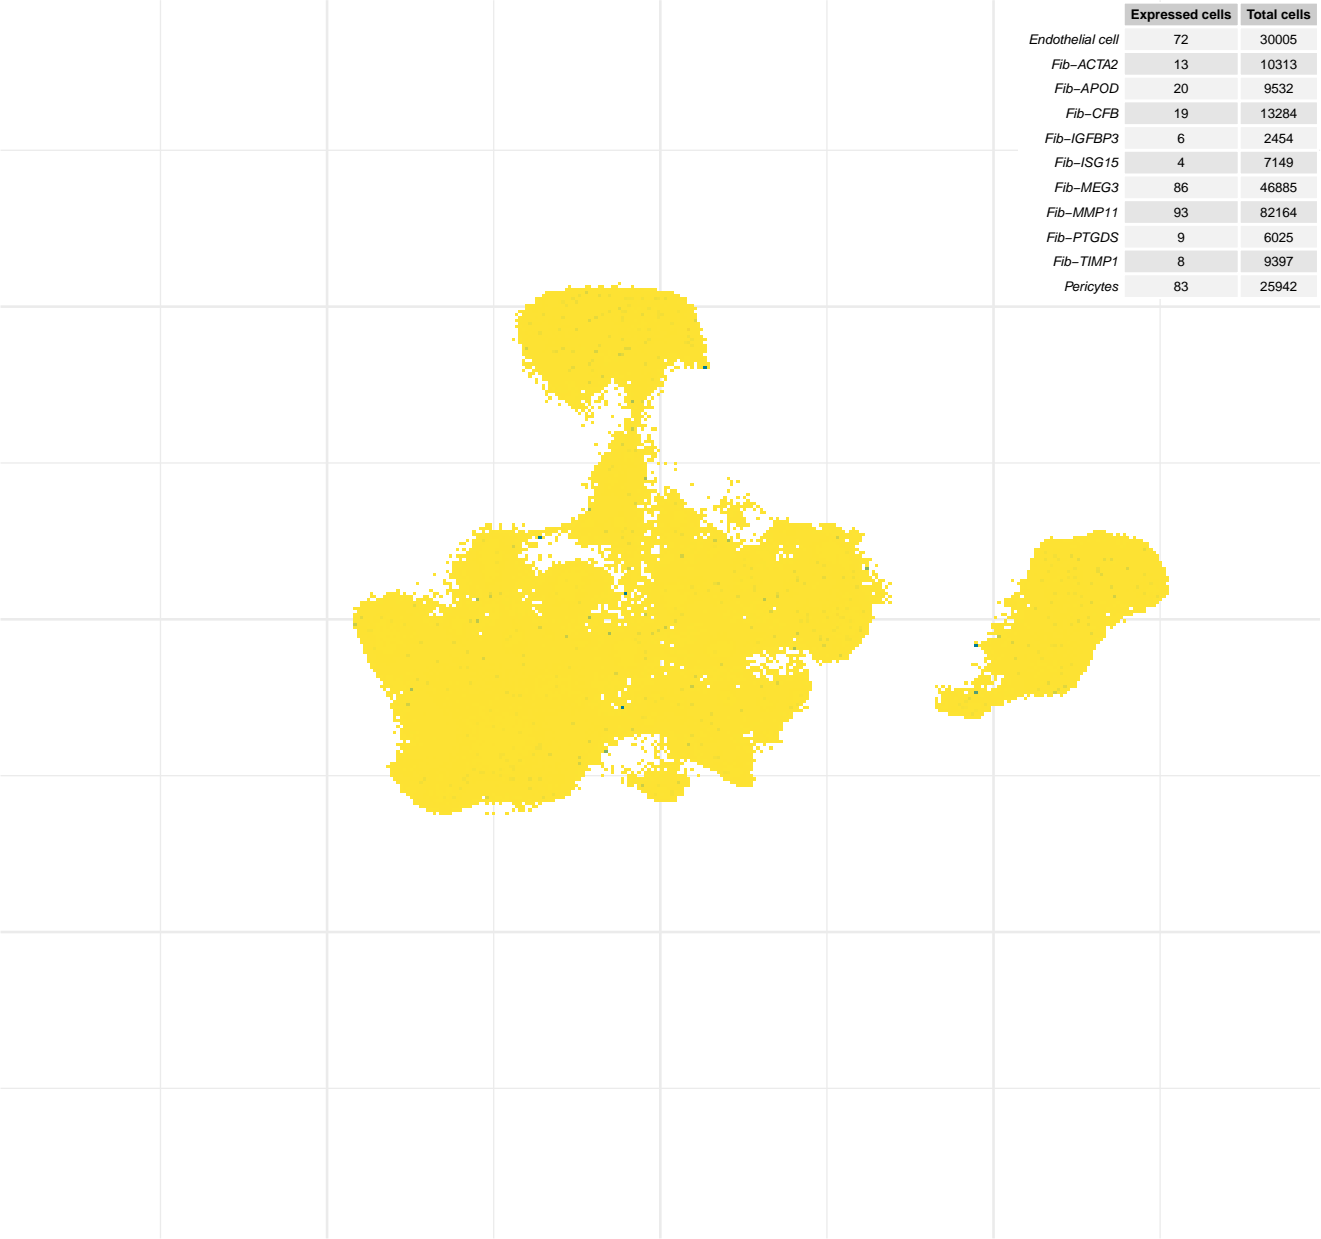 Expressed cells Total cells
Endothelial cell 72 30005
Fib−ACTA2 13 10313
Fib−APOD 20 9532
Fib−CFB 19 13284
Fib−IGFBP3 6 2454
Fib−ISG15 4 7149
Fib−MEG3 86 46885
Fib−MMP11 93 82164
Fib−PTGDS 9 6025
Fib−TIMP1 8 9397
Pericytes 83 25942